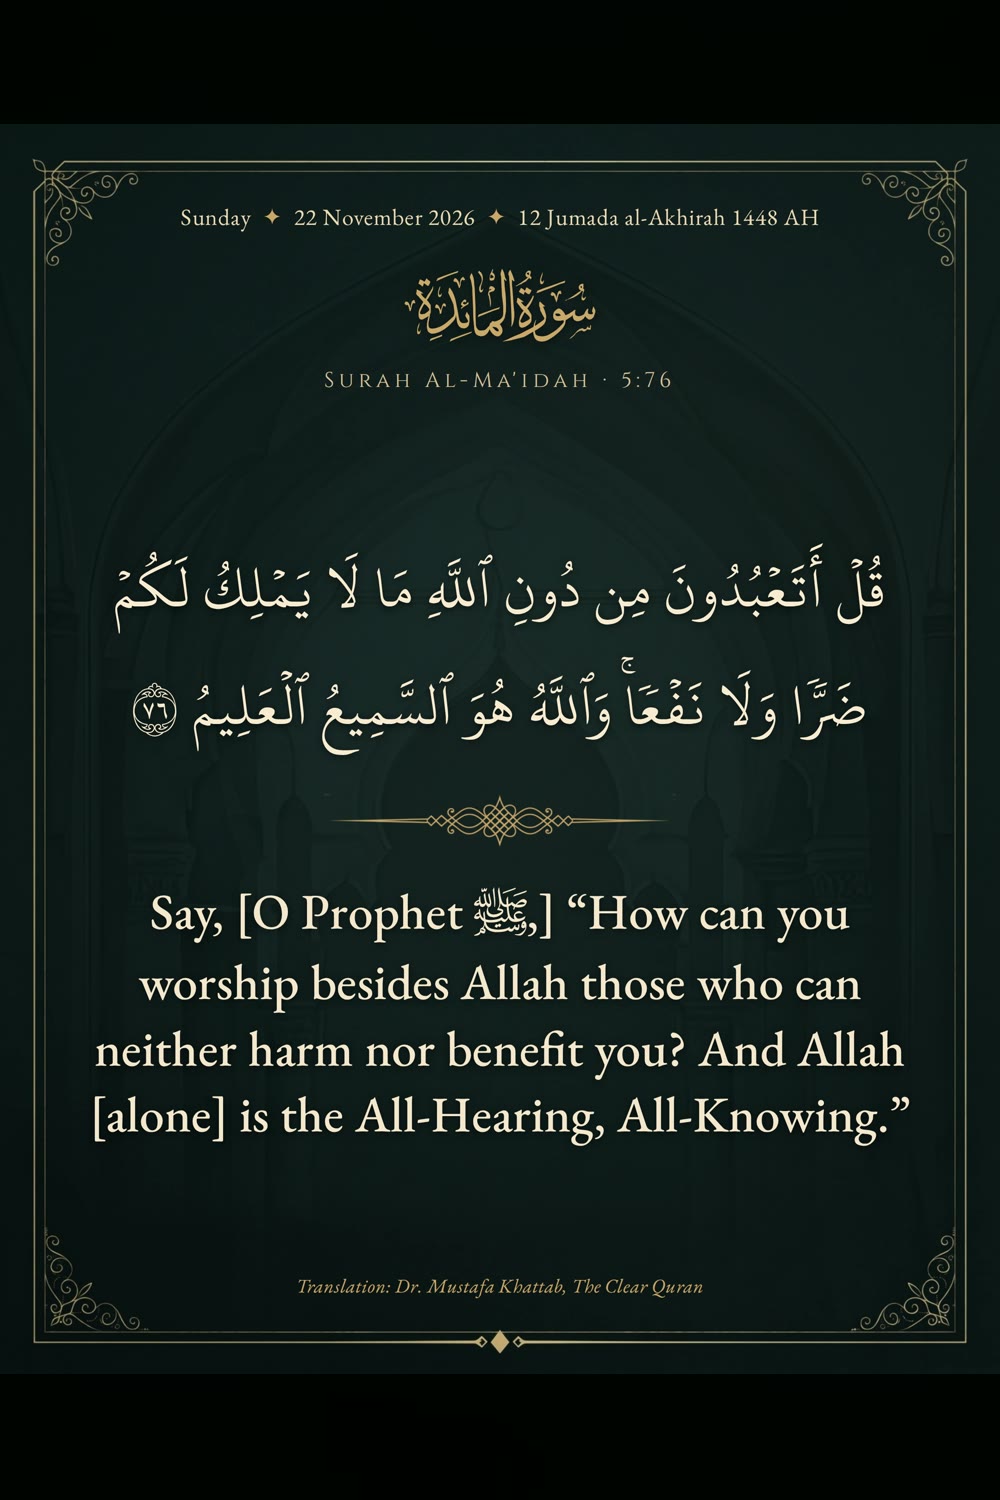 Sunday ✦ 22 November 2026 ✦ 12 Jumada al-Akhirah 1448 AH
سُورَةُ الْمَائِدَةِ
SURAH AL-MA'IDAH · 5:76
قُلْ أَتَعْبُدُونَ مِن دُونِ ٱللَّهِ مَا لَا يَمْلِكُ لَكُمْ
ضَرًّا وَلَا نَفْعًا ۚ وَٱللَّهُ هُوَ ٱلسَّمِيعُ ٱلْعَلِيمُ ٧٦
Say, [O Prophet ﷺ,] “How can you
worship besides Allah those who can
neither harm nor benefit you? And Allah
[alone] is the All-Hearing, All-Knowing.”
Translation: Dr. Mustafa Khattab, The Clear Quran